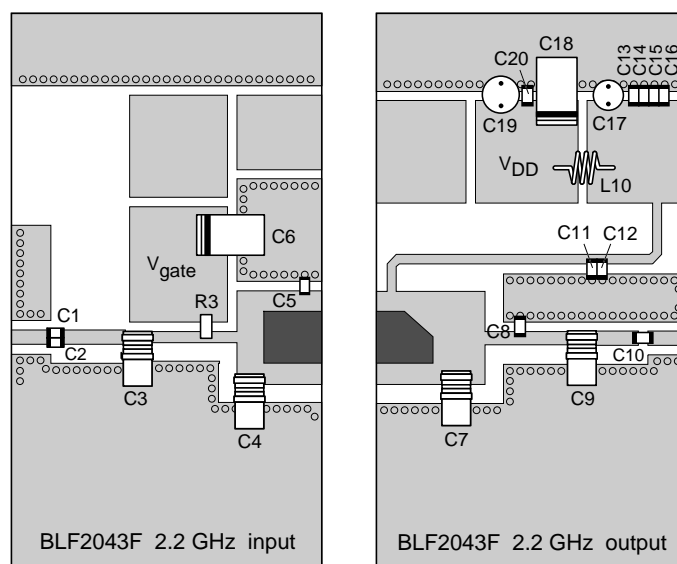 C1
C2
C3
V gate
R3
C6
C5
C4
BLF2043F 2.2 GHz input
C20
C18
C13
C14
C15
C16
C19
C17
VDD
L10
C11
C12
C8
C10
C7
C9
BLF2043F 2.2 GHz output